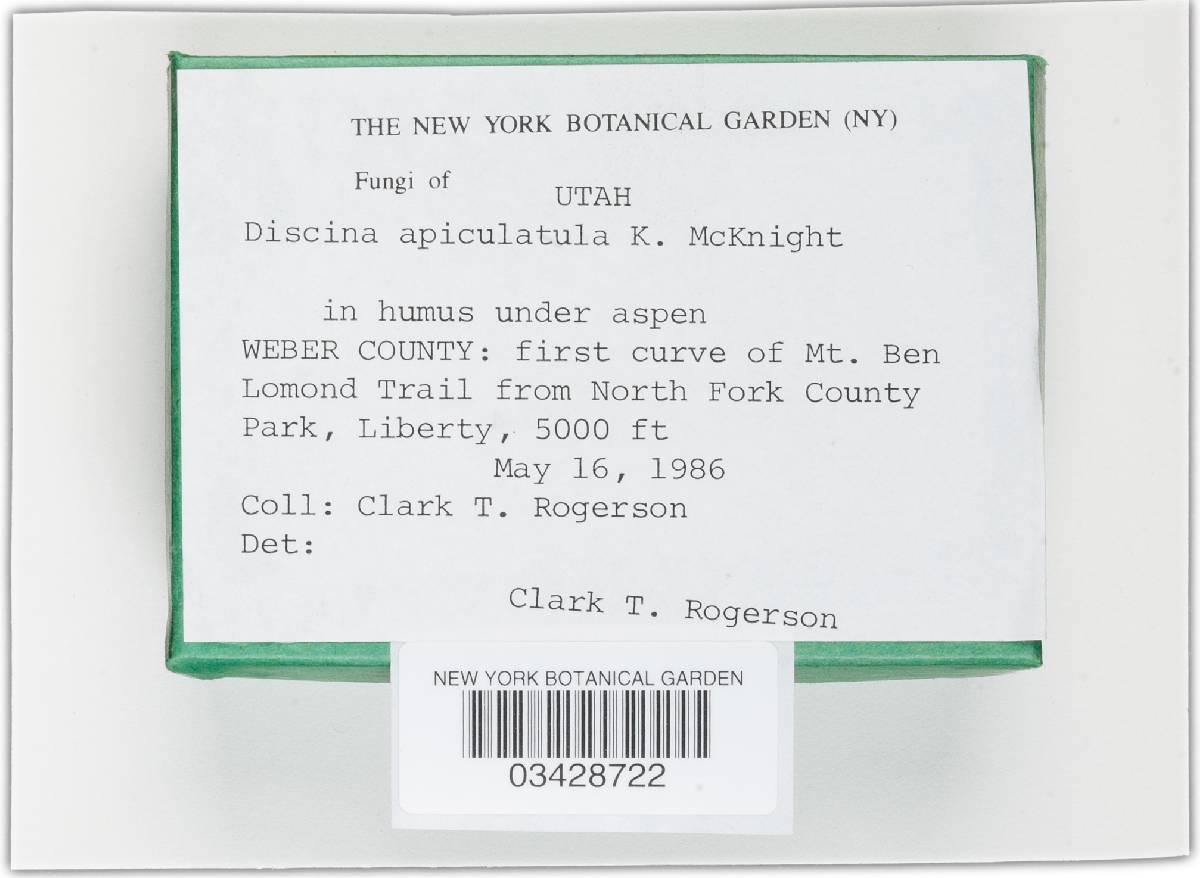 THE NEW YORK BOTANICAL GARDEN (NY)
Fungi of
UTAH
Discina apiculatula K. McKnight
in humus under aspen
WEBER COUNTY: first curve of Mt. Ben
Lomond Trail from North Fork County
Park, Liberty, 5000 ft
May 16, 1986
Coll: Clark T. Rogerson
Det:
Clark T. Rogerson
NEW YORK BOTANICAL GARDEN
03428722